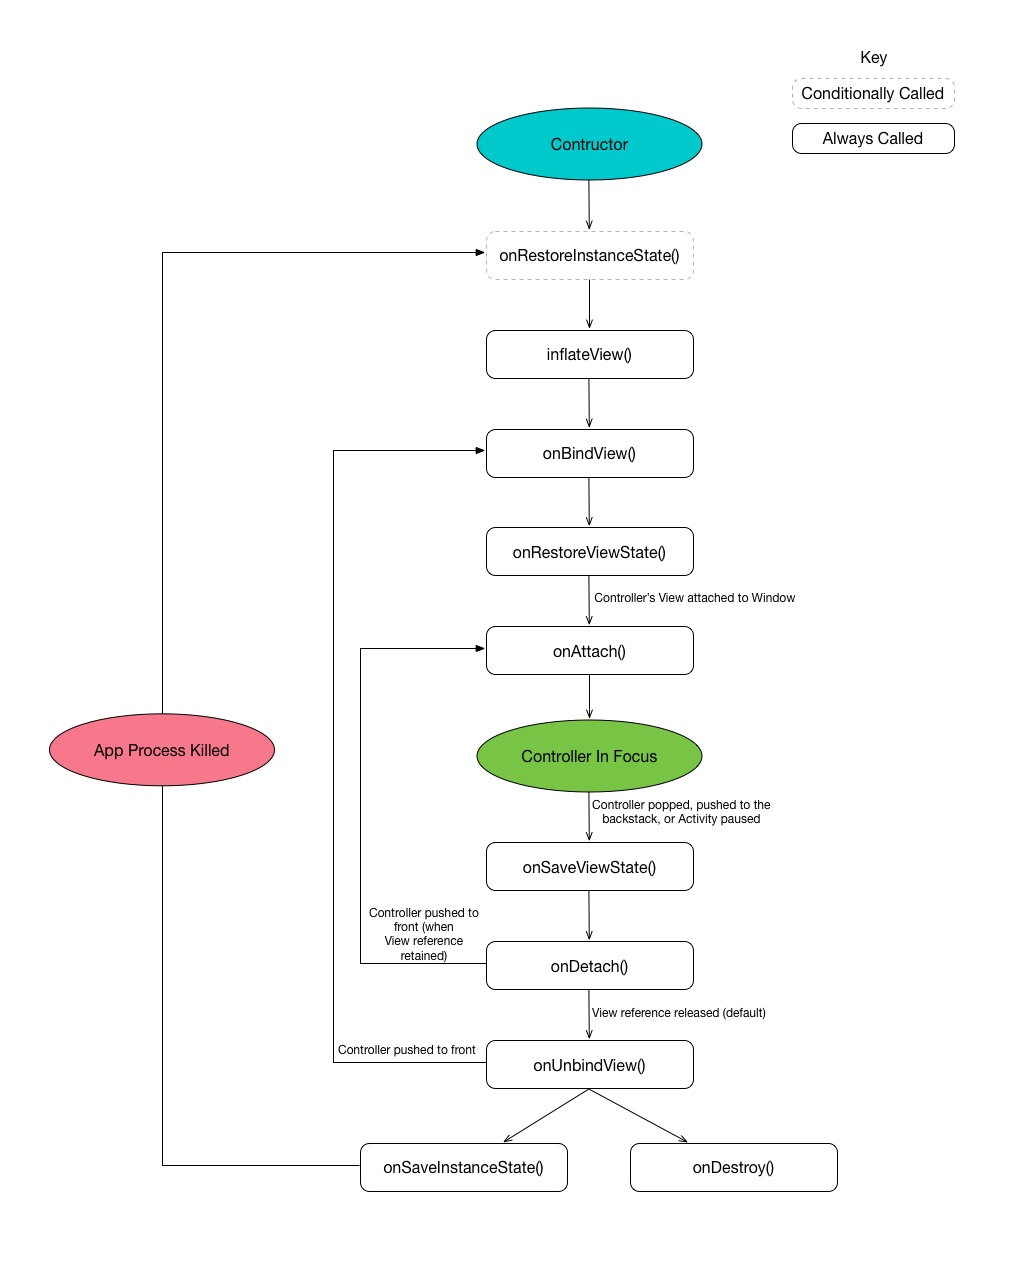 Key
Conditionally Called
Always Called
Contructor
onRestoreInstanceState()
inflateView()
onBindView()
onRestoreViewState()
Controller's View attached to Window
onAttach()
App Process Killed
Controller In Focus
Controller popped, pushed to the
backstack, or Activity paused
onSaveViewState()
Controller pushed to
front (when
View reference
retained)
onDetach()
View reference released (default)
Controller pushed to front
onUnbindView()
onSaveInstanceState()
onDestroy()